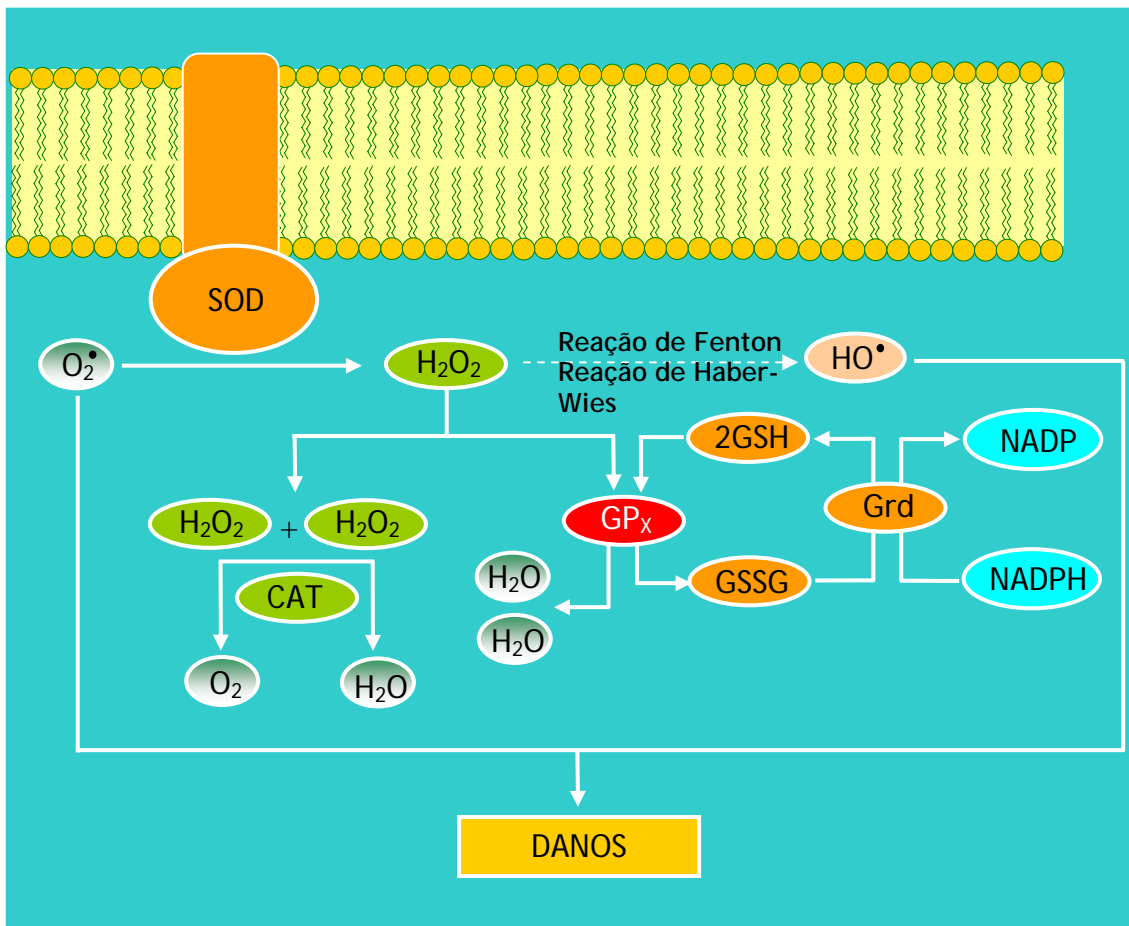 SOD
O₂•
H₂O₂
Reação de Fenton
Reação de Haber-
Wies
HO•
2GSH
NADP
H₂O₂ + H₂O₂
GPX
Grd
H₂O
GSSG
NADPH
CAT
H₂O
O₂
H₂O
DANOS